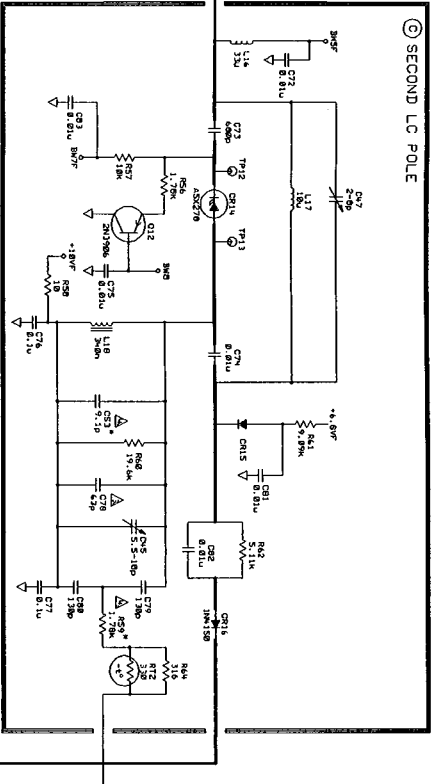 © SECOND LC POLE
BW5F
L16
33u
C72
0.01u
C47
2-8p
L17
10u
C73
680p
TP12
CR14
A5X278
TP13
C74
0.01u
C83
0.01u
BW7F
R57
10K
R56
1.78K
Q12
2N3906
C75
0.01u
BW8
+10VF
R58
10
C76
0.1u
L18
340n
C53*
9.1p
R60
19.6k
C78
43p
C45
5.5-18p
C77
0.1u
C80
130p
C79
130p
R59*
1.78K
RT2
330
-t°
R64
316
+6.8VF
R61
9.09k
CR15
C81
0.01u
R62
5.11k
C82
0.01u
CR16
1N4150